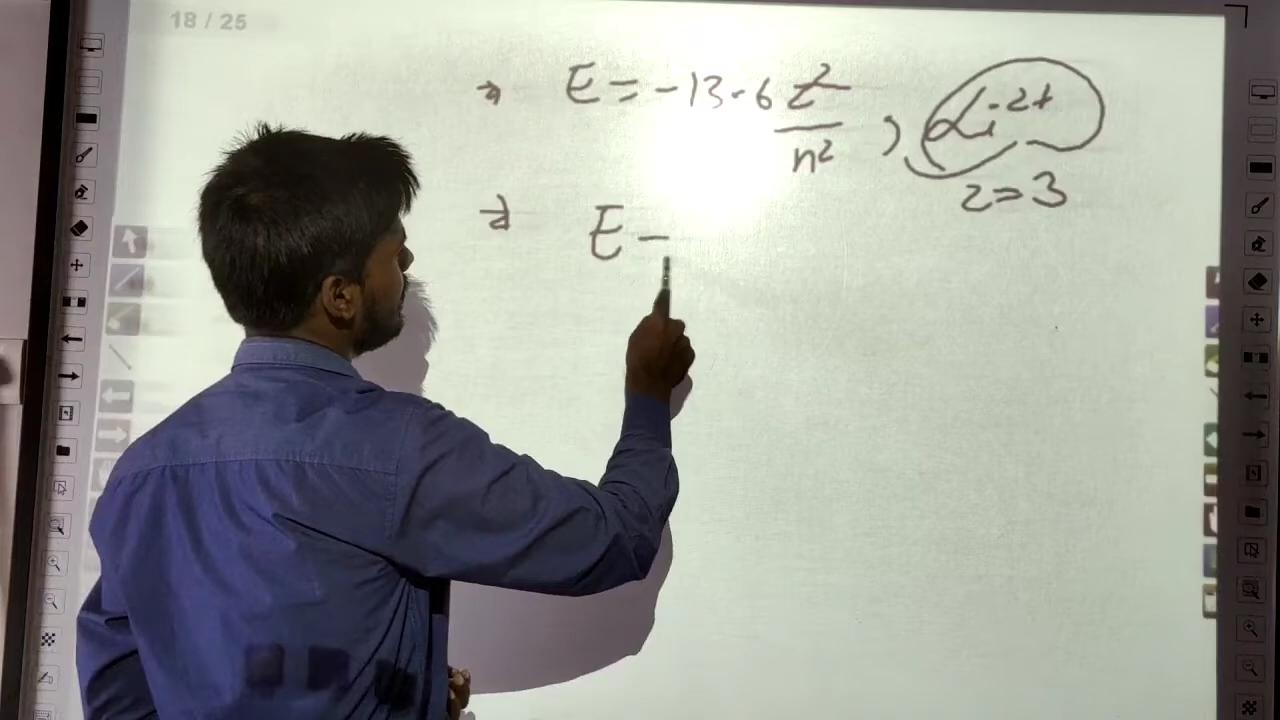 18 / 25
→ E = -13.6 z²/n² , Li²⁺
z = 3
→ E -